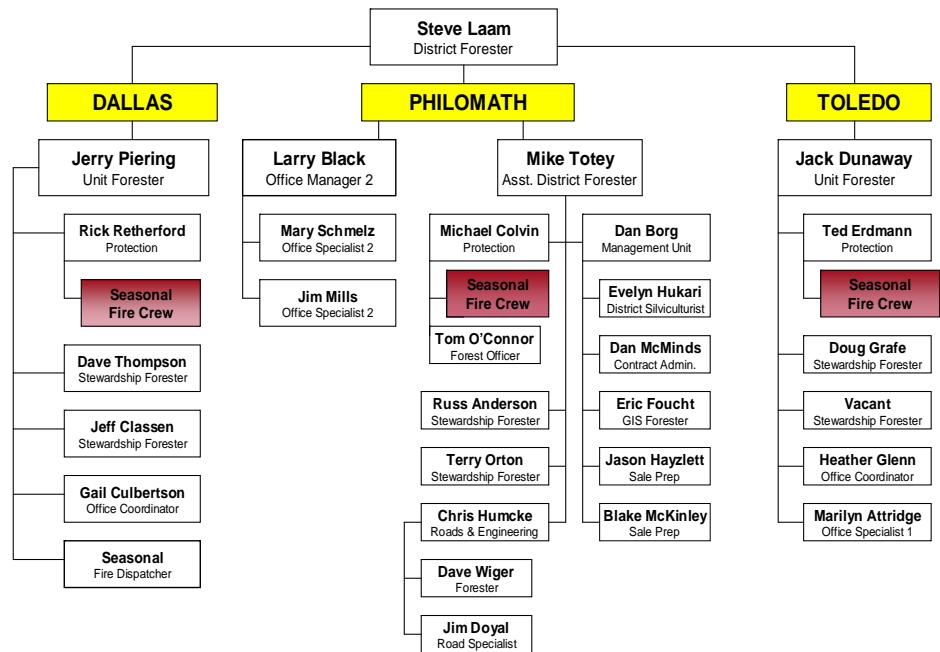 Steve Laam
District Forester
DALLAS
Jerry Piering
Unit Forester
Rick Retherford
Protection
Seasonal
Fire Crew
Dave Thompson
Stewardship Forester
Jeff Classen
Stewardship Forester
Gail Culbertson
Office Coordinator
Seasonal
Fire Dispatcher
PHILOMATH
Larry Black
Office Manager 2
Mary Schmelz
Office Specialist 2
Jim Mills
Office Specialist 2
Mike Totey
Asst. District Forester
Michael Colvin
Protection
Seasonal
Fire Crew
Tom O'Connor
Forest Officer
Russ Anderson
Stewardship Forester
Terry Orton
Stewardship Forester
Chris Humcke
Roads & Engineering
Dave Wiger
Forester
Jim Doyal
Road Specialist
Dan Borg
Management Unit
Evelyn Hukari
District Silviculturist
Dan McMinds
Contract Admin.
Eric Foucht
GIS Forester
Jason Hayzlett
Sale Prep
Blake McKinley
Sale Prep
TOLEDO
Jack Dunaway
Unit Forester
Ted Erdmann
Protection
Seasonal
Fire Crew
Doug Grafe
Stewardship Forester
Vacant
Stewardship Forester
Heather Glenn
Office Coordinator
Marilyn Attridge
Office Specialist 1